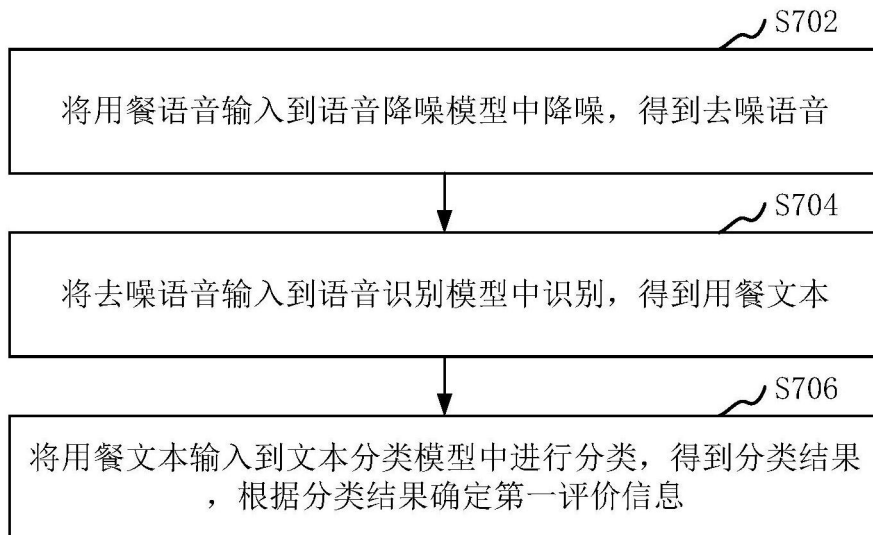 S702
将用餐语音输入到语音降噪模型中降噪，得到去噪语音
S704
将去噪语音输入到语音识别模型中识别，得到用餐文本
S706
将用餐文本输入到文本分类模型中进行分类，得到分类结果
，根据分类结果确定第一评价信息